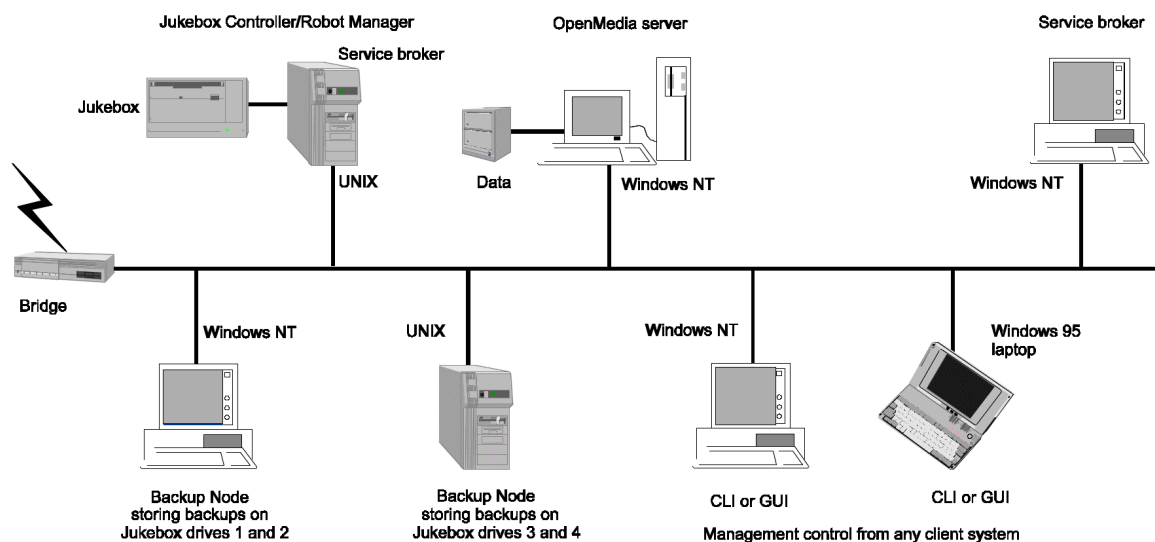 Jukebox Controller/Robot Manager
OpenMedia server
Service broker
Service broker
Jukebox
Data
UNIX
Windows NT
Windows NT
Bridge
Windows NT
UNIX
Windows NT
Windows 95
laptop
Backup Node
storing backups on
Jukebox drives 1 and 2
Backup Node
storing backups on
Jukebox drives 3 and 4
CLI or GUI
CLI or GUI
Management control from any client system